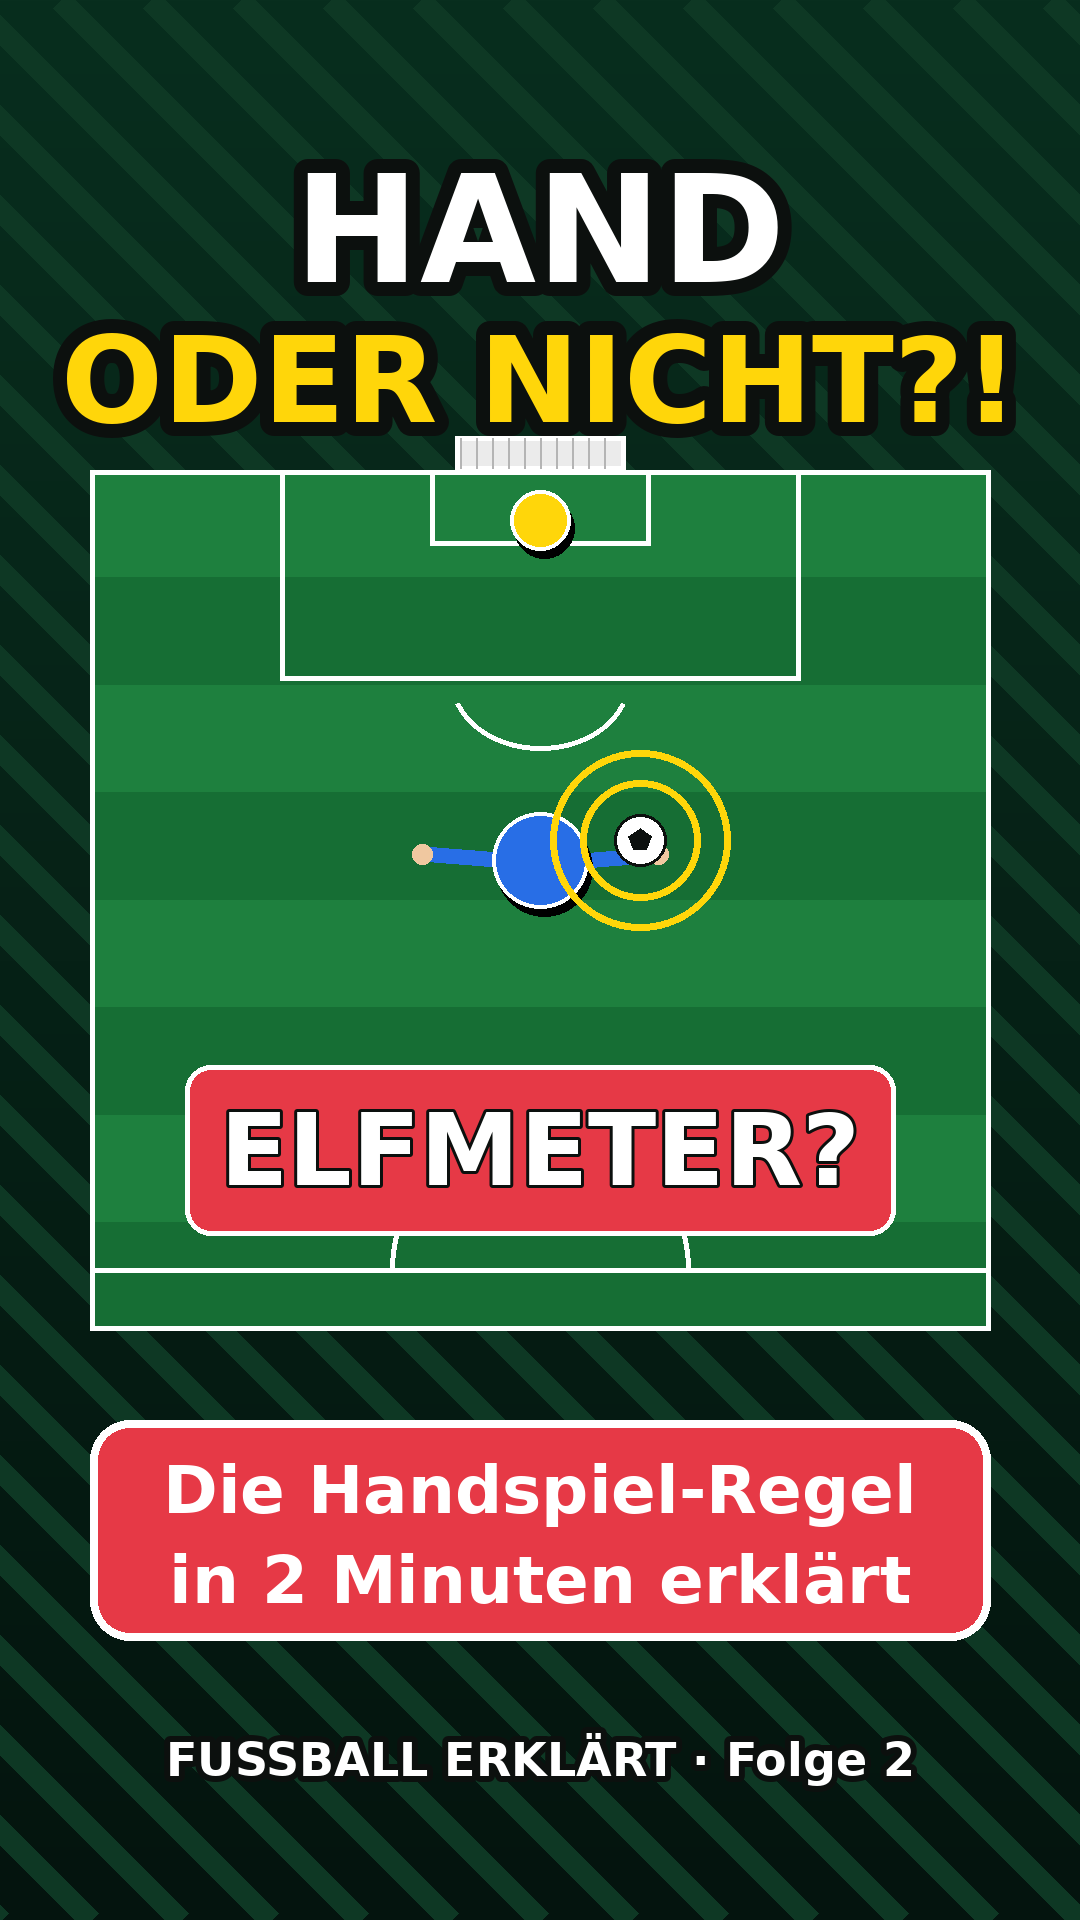 HAND
ODER NICHT?!
ELFMETER?
Die Handspiel-Regel
in 2 Minuten erklärt
FUSSBALL ERKLÄRT · Folge 2